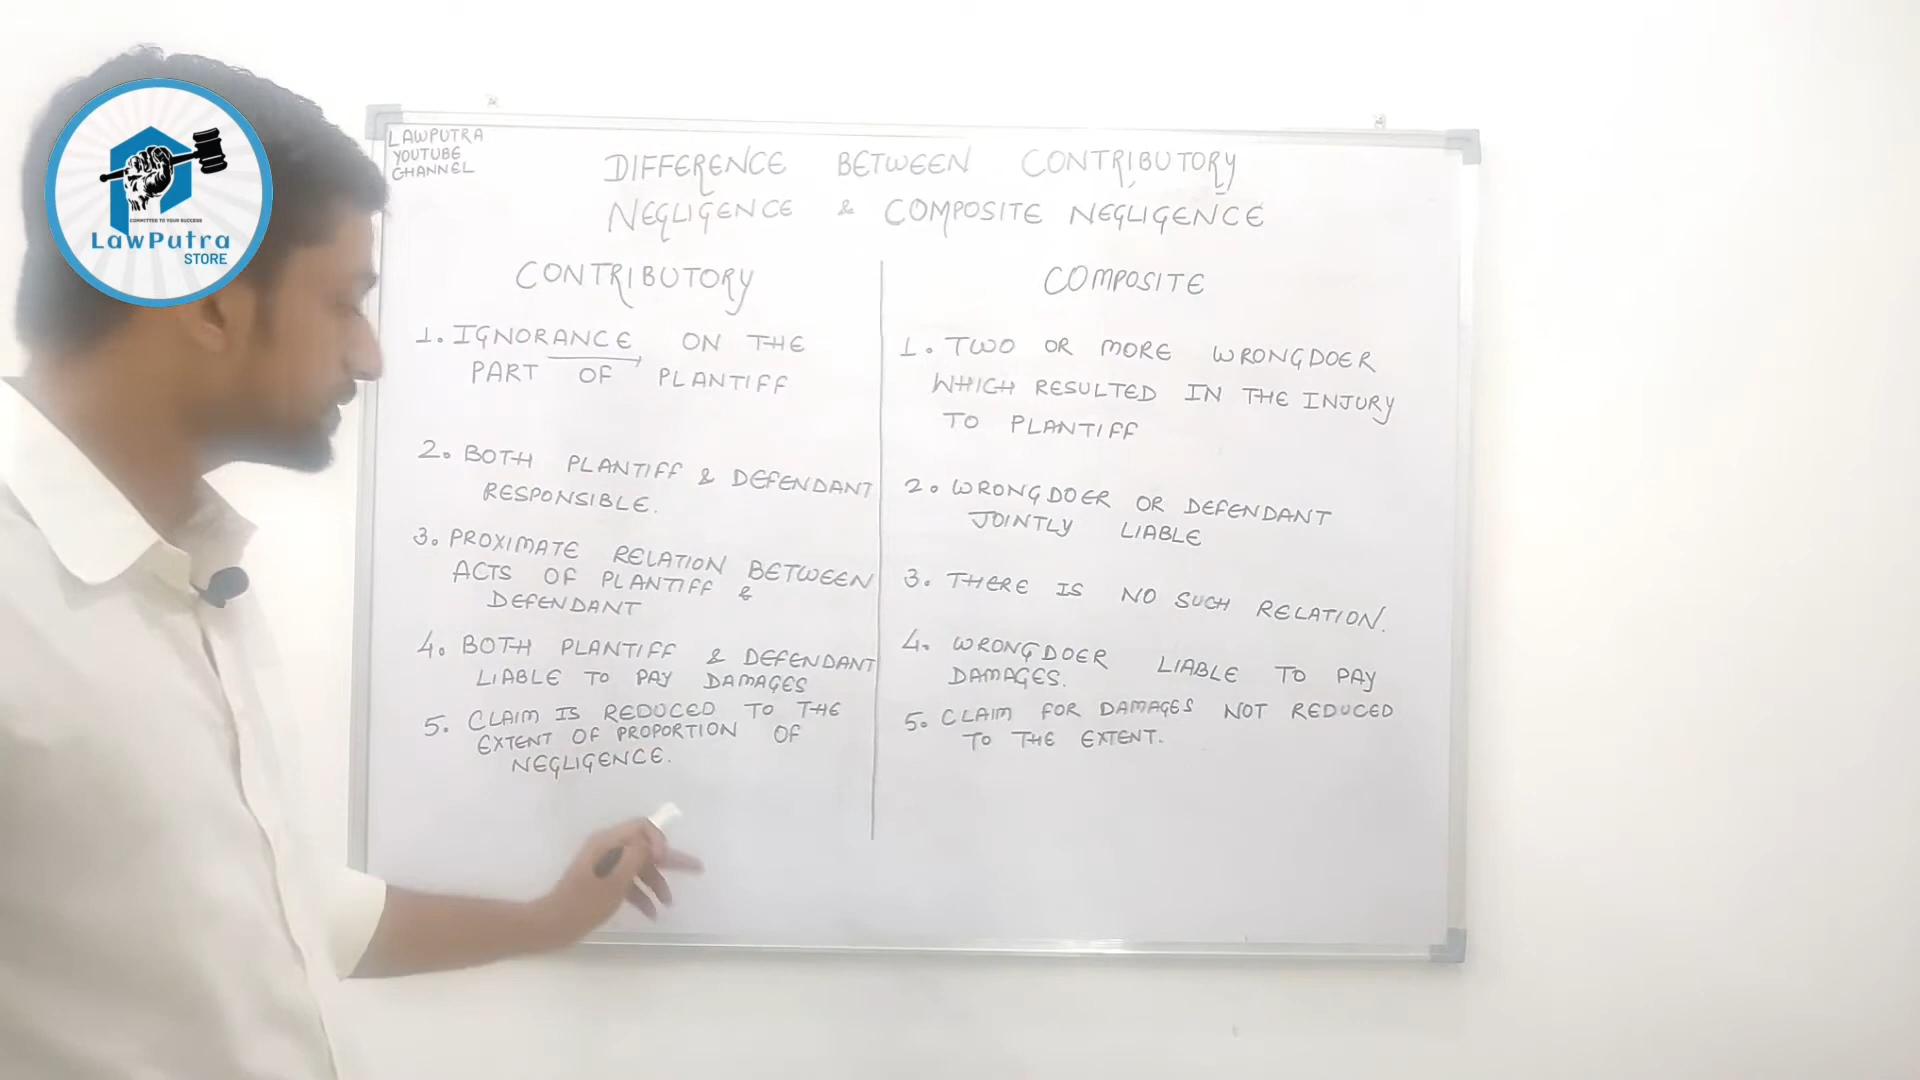 COMMITTED TO YOUR SUCCESS
LawPutra
STORE
LAWPUTRA
YOUTUBE
CHANNEL
DIFFERENCE BETWEEN CONTRIBUTORY
NEGLIGENCE & COMPOSITE NEGLIGENCE
CONTRIBUTORY
1. IGNORANCE ON THE
PART OF PLANTIFF
2. BOTH PLANTIFF & DEFENDANT
RESPONSIBLE.
3. PROXIMATE RELATION BETWEEN
ACTS OF PLANTIFF &
DEFENDANT
4. BOTH PLANTIFF & DEFENDANT
LIABLE TO PAY DAMAGES
5. CLAIM IS REDUCED TO THE
EXTENT OF PROPORTION OF
NEGLIGENCE.
COMPOSITE
1. TWO OR MORE WRONGDOER
WHICH RESULTED IN THE INJURY
TO PLANTIFF
2. WRONGDOER OR DEFENDANT
JOINTLY LIABLE
3. THERE IS NO SUCH RELATION.
4. WRONGDOER LIABLE TO PAY
DAMAGES.
5. CLAIM FOR DAMAGES NOT REDUCED
TO THE EXTENT.